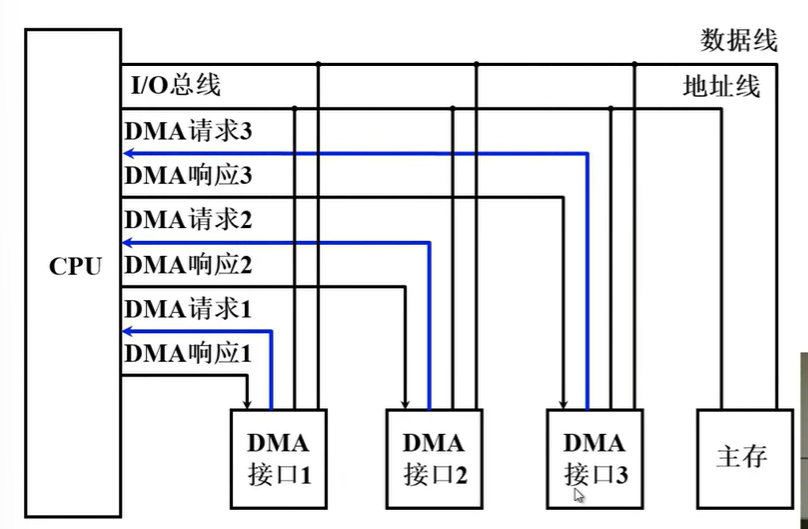 数据线
I/O总线
地址线
DMA请求3
DMA响应3
DMA请求2
CPU
DMA响应2
DMA请求1
DMA响应1
DMA
接口1
DMA
接口2
DMA
接口3
主存